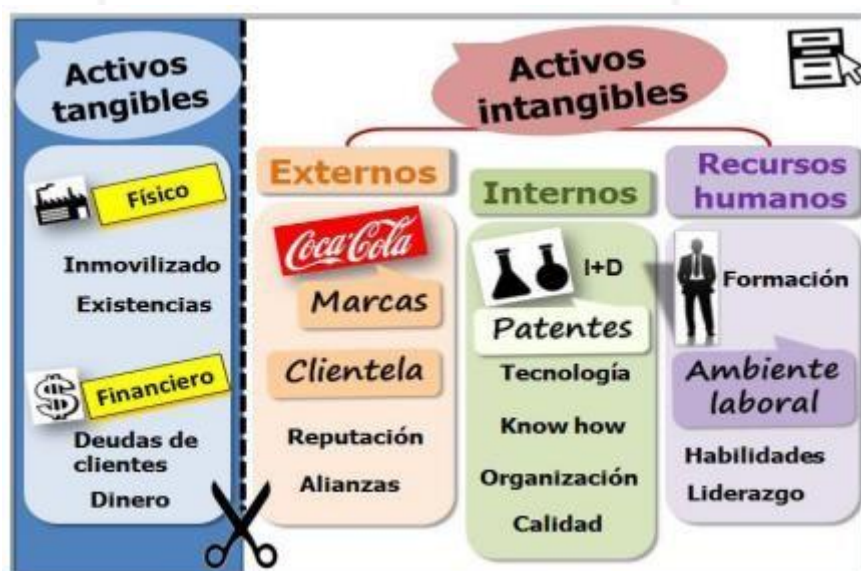 Activos
tangibles
Físico
Inmovilizado
Existencias
Financiero
Deudas de
clientes
Dinero
Activos
intangibles
Externos
Coca-Cola
Marcas
Clientela
Reputación
Alianzas
Internos
I+D
Patentes
Tecnología
Know how
Organización
Calidad
Recursos
humanos
Formación
Ambiente
laboral
Habilidades
Liderazgo